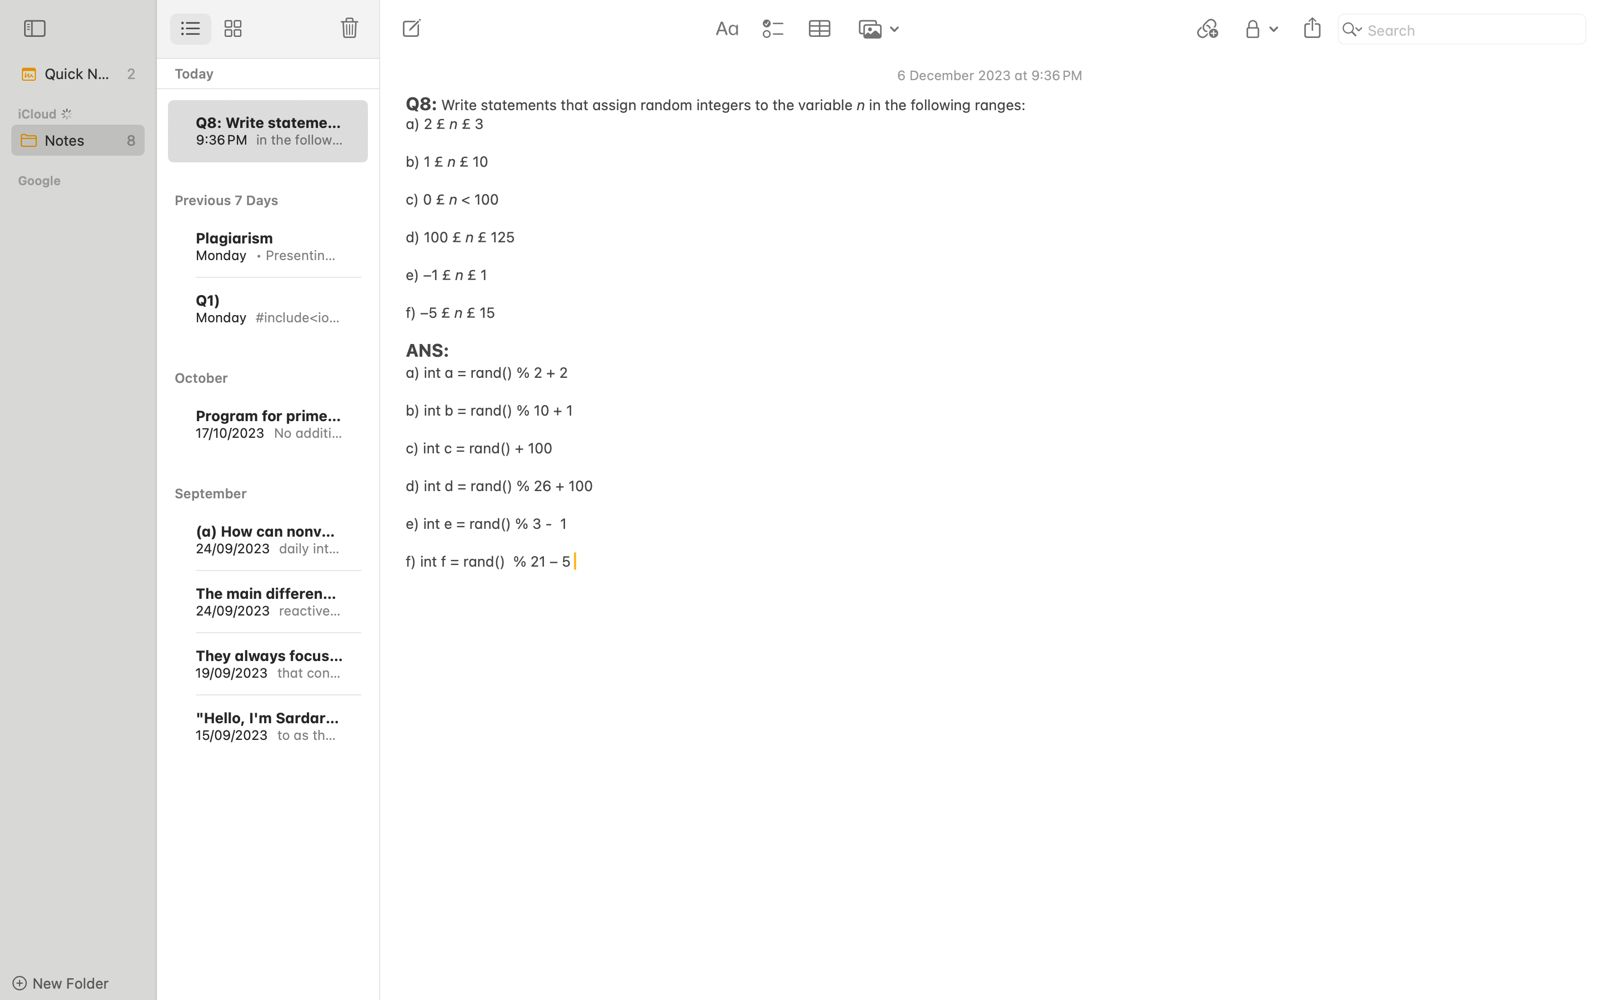 Quick N... 2
iCloud
Notes 8
Google
New Folder
Today
Q8: Write stateme...
9:36 PM in the follow...
Previous 7 Days
Plagiarism
Monday • Presentin...
Q1)
Monday #include<io...
October
Program for prime...
17/10/2023 No additi...
September
(a) How can nonv...
24/09/2023 daily int...
The main differen...
24/09/2023 reactive...
They always focus...
19/09/2023 that con...
"Hello, I'm Sardar...
15/09/2023 to as th...
Aa
Search
6 December 2023 at 9:36 PM
Q8: Write statements that assign random integers to the variable n in the following ranges:
a) 2 £ n £ 3
b) 1 £ n £ 10
c) 0 £ n < 100
d) 100 £ n £ 125
e) –1 £ n £ 1
f) –5 £ n £ 15
ANS:
a) int a = rand() % 2 + 2
b) int b = rand() % 10 + 1
c) int c = rand() + 100
d) int d = rand() % 26 + 100
e) int e = rand() % 3 -  1
f) int f = rand()  % 21 – 5